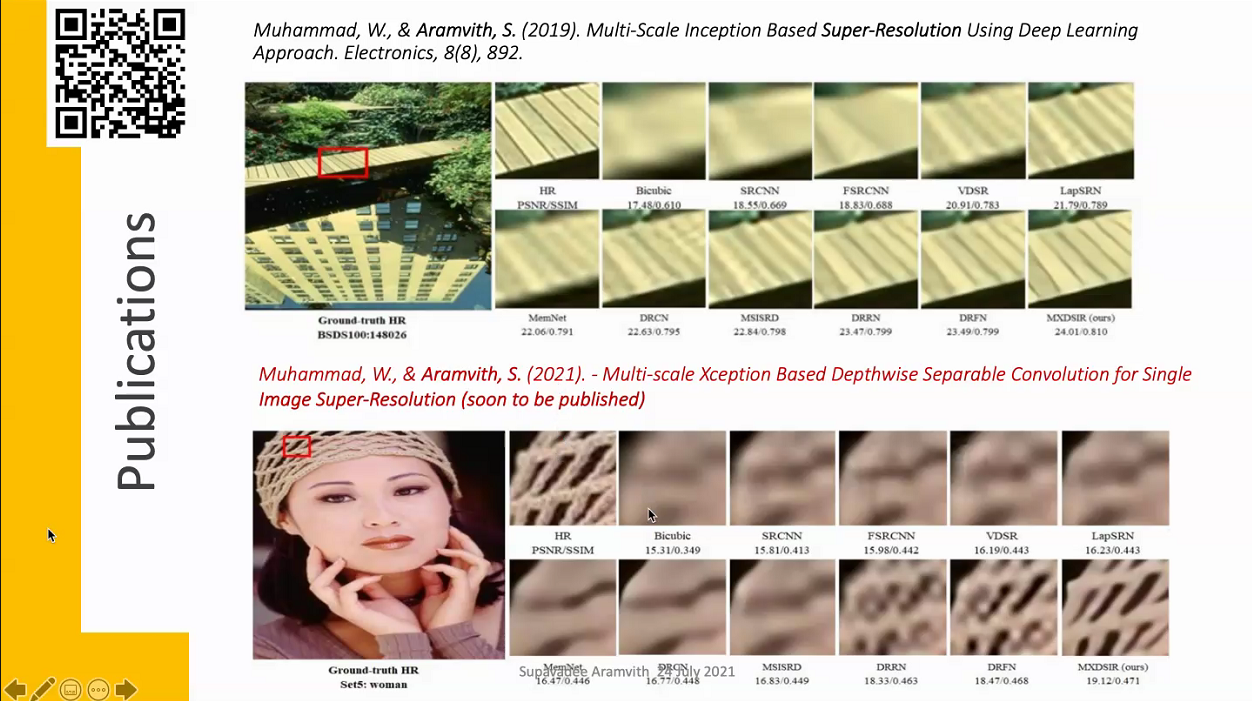 Publications
Muhammad, W., & Aramvith, S. (2019). Multi-Scale Inception Based Super-Resolution Using Deep Learning
Approach. Electronics, 8(8), 892.
HR Bicubic SRCNN FSRCNN VDSR LapSRN
PSNR/SSIM 17.48/0.610 18.55/0.669 18.83/0.688 20.91/0.783 21.79/0.789
Ground-truth HR
BSDS100:148026
MemNet DRCN MSISRD DRRN DRFN MXDSIR (ours)
22.06/0.791 22.63/0.795 22.84/0.798 23.47/0.799 23.49/0.799 24.01/0.810
Muhammad, W., & Aramvith, S. (2021). - Multi-scale Xception Based Depthwise Separable Convolution for Single
Image Super-Resolution (soon to be published)
HR Bicubic SRCNN FSRCNN VDSR LapSRN
PSNR/SSIM 15.31/0.349 15.81/0.413 15.98/0.442 16.19/0.443 16.23/0.443
Ground-truth HR
Set5: woman
MemNet DRCN MSISRD DRRN DRFN MXDSIR (ours)
16.47/0.446 16.77/0.448 16.83/0.449 18.33/0.463 18.47/0.468 19.12/0.471
Supavadee Aramvith 24 July 2021